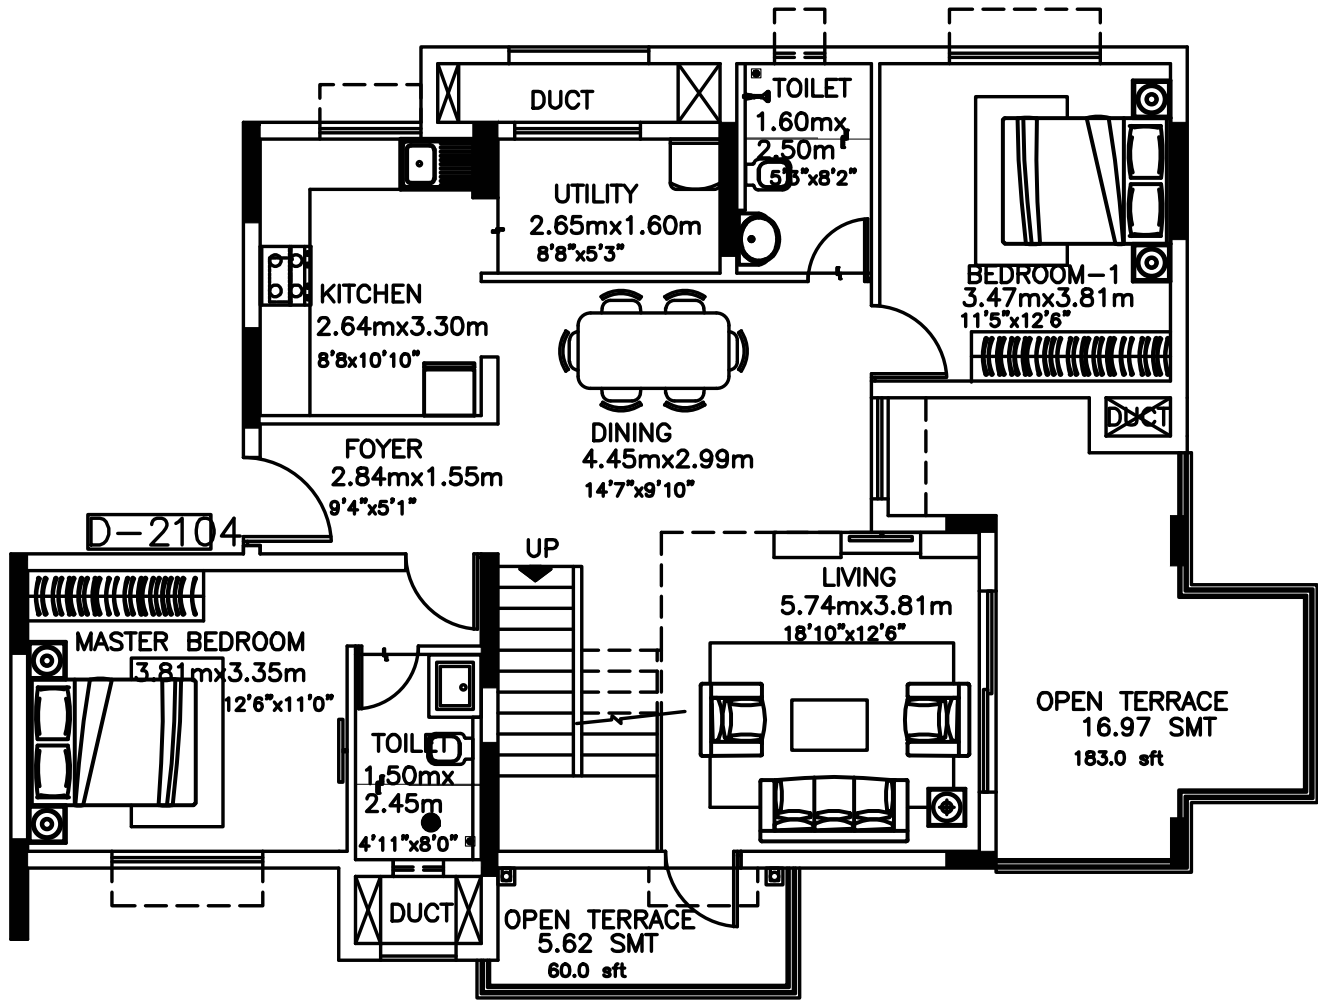 DUCT
TOILET
1.60mx
2.50m
5'3"x8'2"
UTILITY
2.65mx1.60m
8'8"x5'3"
BEDROOM-1
3.47mx3.81m
11'5"x12'6"
KITCHEN
2.64mx3.30m
8'8x10'10"
DUCT
DINING
4.45mx2.99m
14'7"x9'10"
FOYER
2.84mx1.55m
9'4"x5'1"
D-2104
UP
LIVING
5.74mx3.81m
18'10"x12'6"
MASTER BEDROOM
3.81mx3.35m
12'6"x11'0"
OPEN TERRACE
16.97 SMT
183.0 sft
TOILET
1.50mx
2.45m
4'11"x8'0"
DUCT
OPEN TERRACE
5.62 SMT
60.0 sft